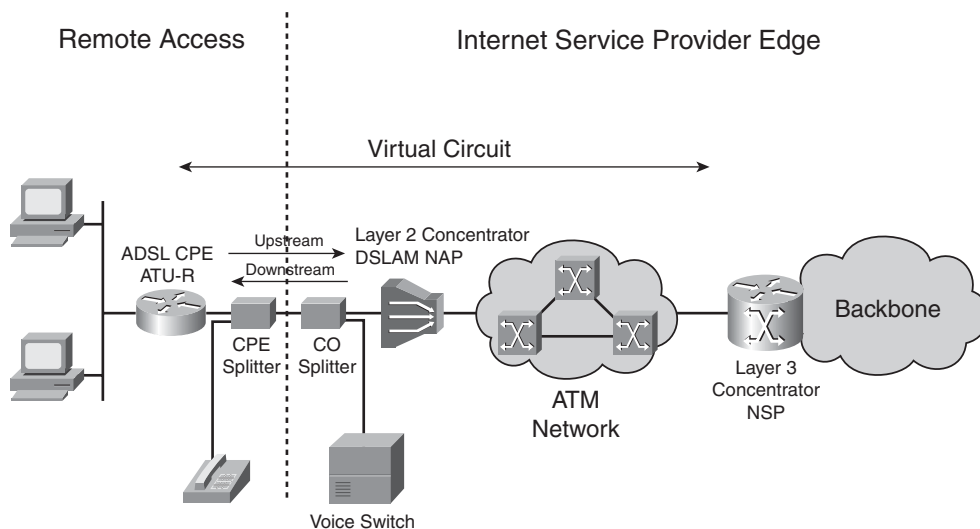 Remote Access
Internet Service Provider Edge
Virtual Circuit
ADSL CPE
ATU-R
Upstream
Downstream
Layer 2 Concentrator
DSLAM NAP
CPE
Splitter
CO
Splitter
ATM
Network
Layer 3
Concentrator
NSP
Backbone
Voice Switch